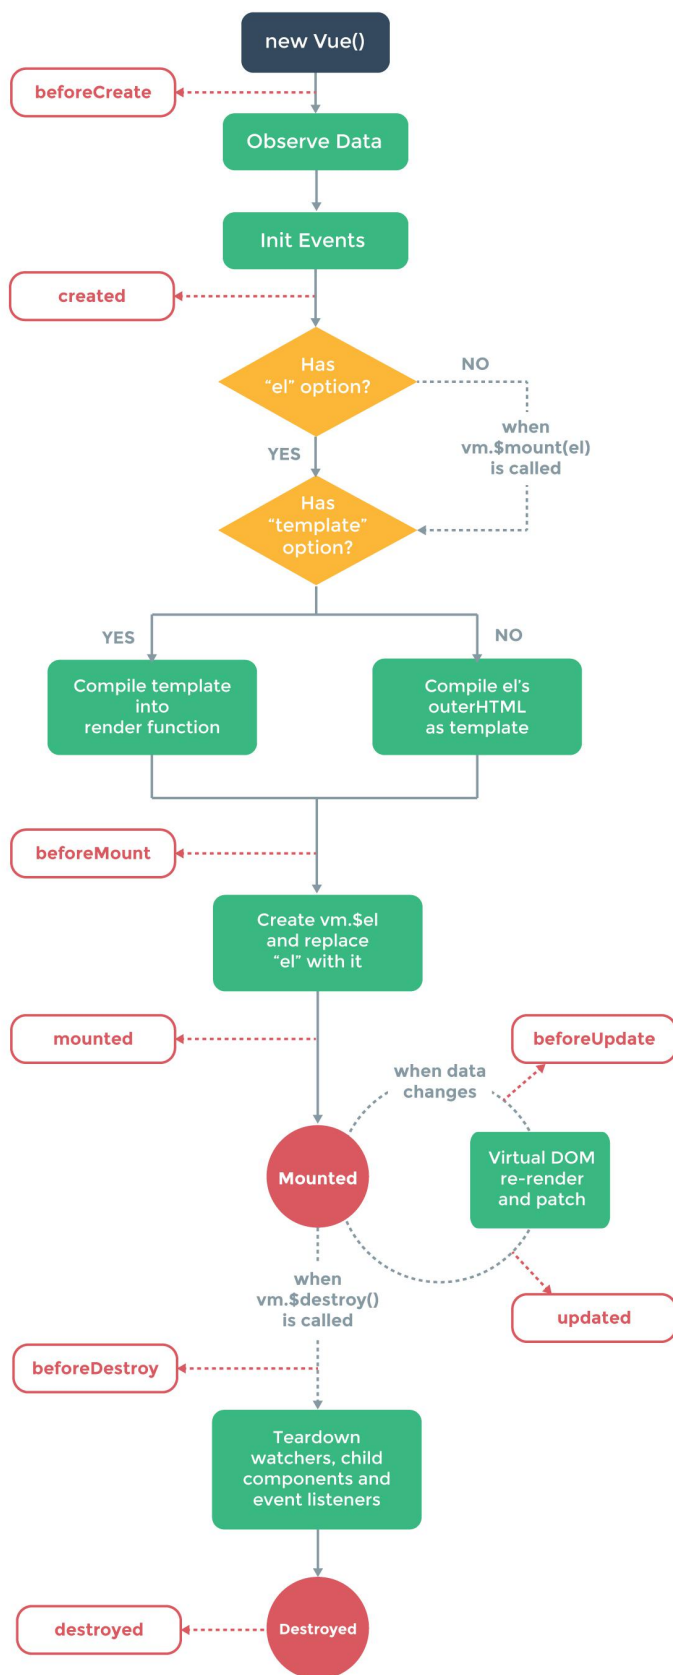 new Vue()
beforeCreate
Observe Data
Init Events
created
Has
“el” option?
NO
when
vm.$mount(el)
is called
YES
Has
“template”
option?
YES
NO
Compile template
into
render function
Compile el’s
outerHTML
as template
beforeMount
Create vm.$el
and replace
“el” with it
mounted
beforeUpdate
when data
changes
Mounted
Virtual DOM
re-render
and patch
when
vm.$destroy()
is called
updated
beforeDestroy
Teardown
watchers, child
components and
event listeners
destroyed
Destroyed